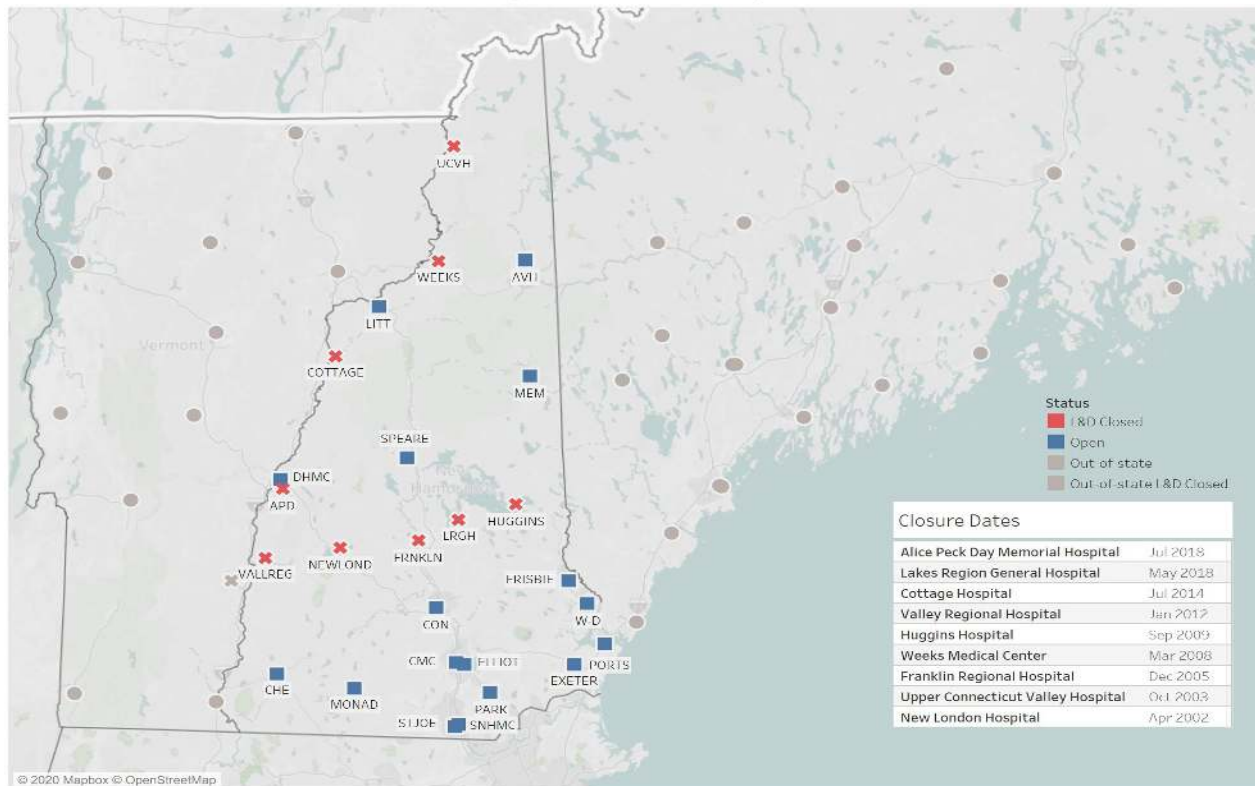 UCVH
WEEKS
AVH
LITT
Vermont
COTTAGE
MEM
SPEARE
DHMC
New
Hampshire
APD
HUGGINS
LRGH
FRNKLN
NEWLOND
VALLREG
FRISBIE
W-D
CON
PORTS
CMC
ELLIOT
EXETER
CHE
MONAD
PARK
STJOE
SNHMC
Status
L&D Closed
Open
Out of state
Out-of-state L&D Closed
Closure Dates
Alice Peck Day Memorial Hospital Jul 2018
Lakes Region General Hospital May 2018
Cottage Hospital Jul 2014
Valley Regional Hospital Jan 2012
Huggins Hospital Sep 2009
Weeks Medical Center Mar 2008
Franklin Regional Hospital Dec 2005
Upper Connecticut Valley Hospital Oct 2003
New London Hospital Apr 2002
© 2020 Mapbox © OpenStreetMap